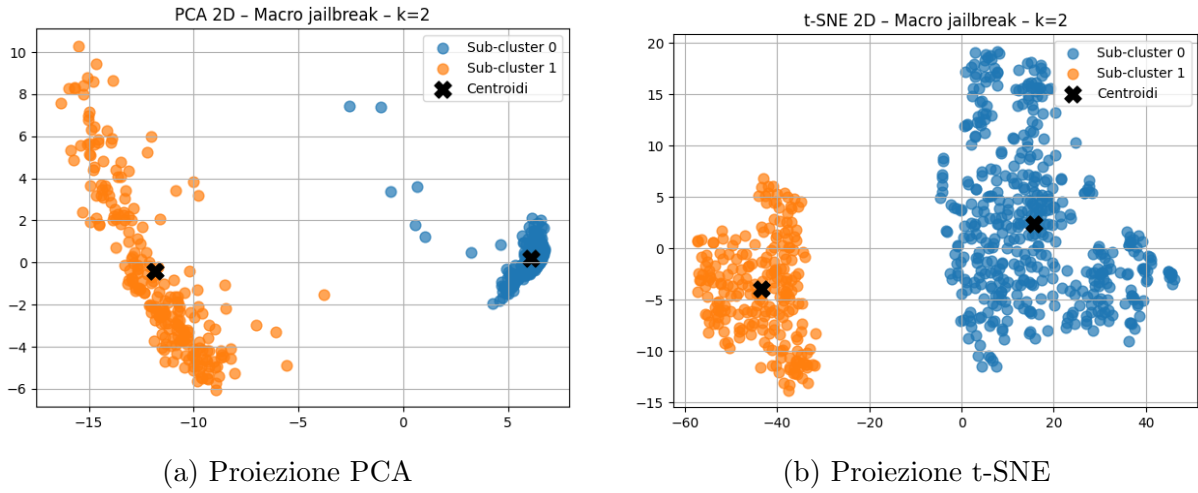 PCA 2D – Macro jailbreak – k=2
Sub-cluster 0
Sub-cluster 1
Centroidi
10
8
6
4
2
0
−2
−4
−6
−15
−10
−5
0
5
(a) Proiezione PCA
t-SNE 2D – Macro jailbreak – k=2
Sub-cluster 0
Sub-cluster 1
Centroidi
20
15
10
5
0
−5
−10
−15
−60
−40
−20
0
20
40
(b) Proiezione t-SNE